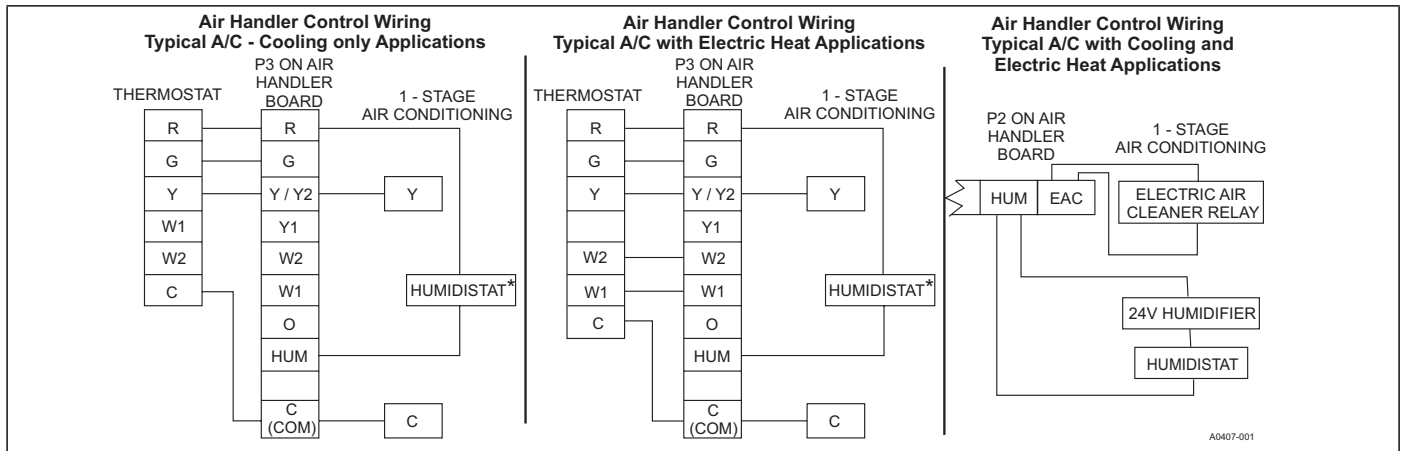 Air Handler Control Wiring
Typical A/C - Cooling only Applications
P3 ON AIR
HANDLER
BOARD
THERMOSTAT
1 - STAGE
AIR CONDITIONING
R
R
G
G
Y
Y / Y2
Y
W1
Y1
W2
W2
C
W1
HUMIDISTAT*
O
HUM
C
(COM)
C
Air Handler Control Wiring
Typical A/C with Electric Heat Applications
P3 ON AIR
HANDLER
BOARD
THERMOSTAT
1 - STAGE
AIR CONDITIONING
R
R
G
G
Y
Y / Y2
Y
Y1
W2
W2
W1
W1
HUMIDISTAT*
C
O
HUM
C
(COM)
C
Air Handler Control Wiring
Typical A/C with Cooling and
Electric Heat Applications
P2 ON AIR
HANDLER
BOARD
1 - STAGE
AIR CONDITIONING
HUM
EAC
ELECTRIC AIR
CLEANER RELAY
24V HUMIDIFIER
HUMIDISTAT
A0407-001